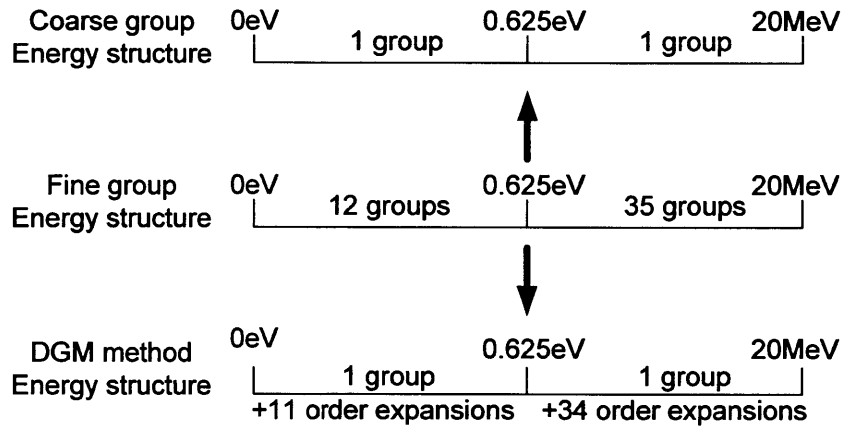 Coarse group
Energy structure
0eV 0.625eV 20MeV
1 group 1 group
Fine group
Energy structure
0eV 0.625eV 20MeV
12 groups 35 groups
DGM method
Energy structure
0eV 0.625eV 20MeV
1 group 1 group
+11 order expansions +34 order expansions